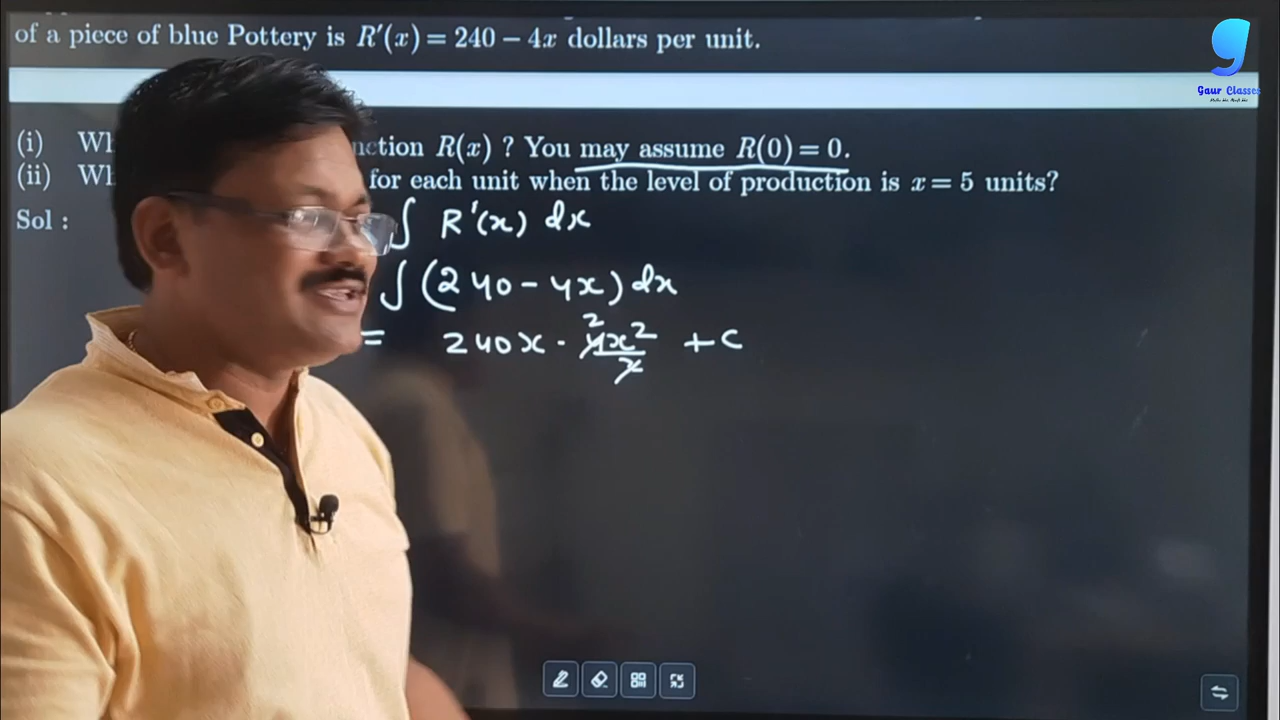 of a piece of blue Pottery is R′(x) = 240 − 4x dollars per unit.
g
Gaur Classes
(i) Wh nction R(x) ? You may assume R(0) = 0.
(ii) Wh for each unit when the level of production is x = 5 units?
Sol : ∫ R'(x) dx
∫ (240 - 4x) dx
= 240x - 4x²/2 + c
2